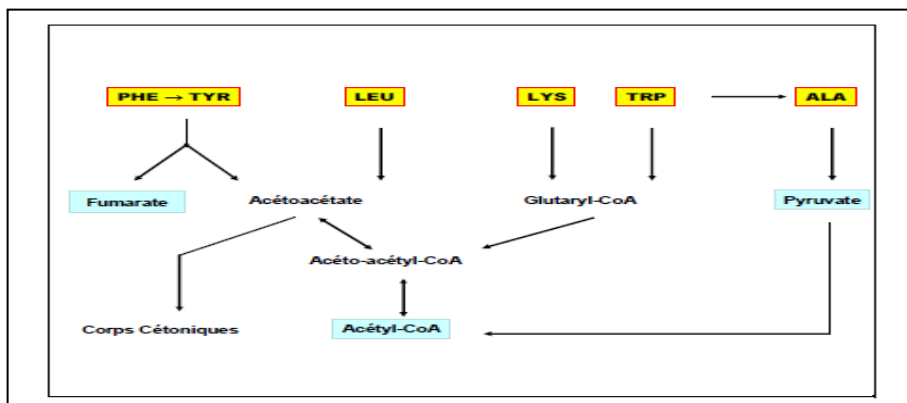 PHE → TYR
LEU
LYS
TRP
ALA
Fumarate
Acétoacétate
Glutaryl-CoA
Pyruvate
Acéto-acétyl-CoA
Corps Cétoniques
Acétyl-CoA